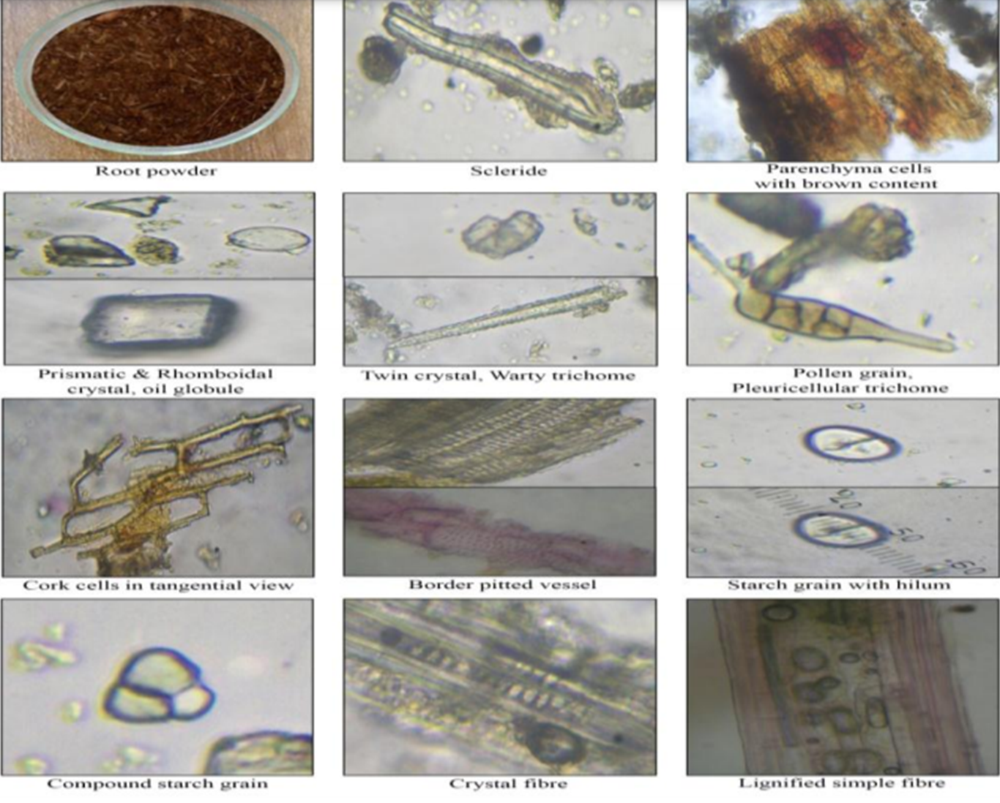 Root powder
Scleride
Parenchyma cells
with brown content
Prismatic & Rhomboidal
crystal, oil globule
Twin crystal, Warty trichome
Pollen grain,
Pleuricellular trichome
Cork cells in tangential view
Border pitted vessel
20
50
60
Starch grain with hilum
Compound starch grain
Crystal fibre
Lignified simple fibre